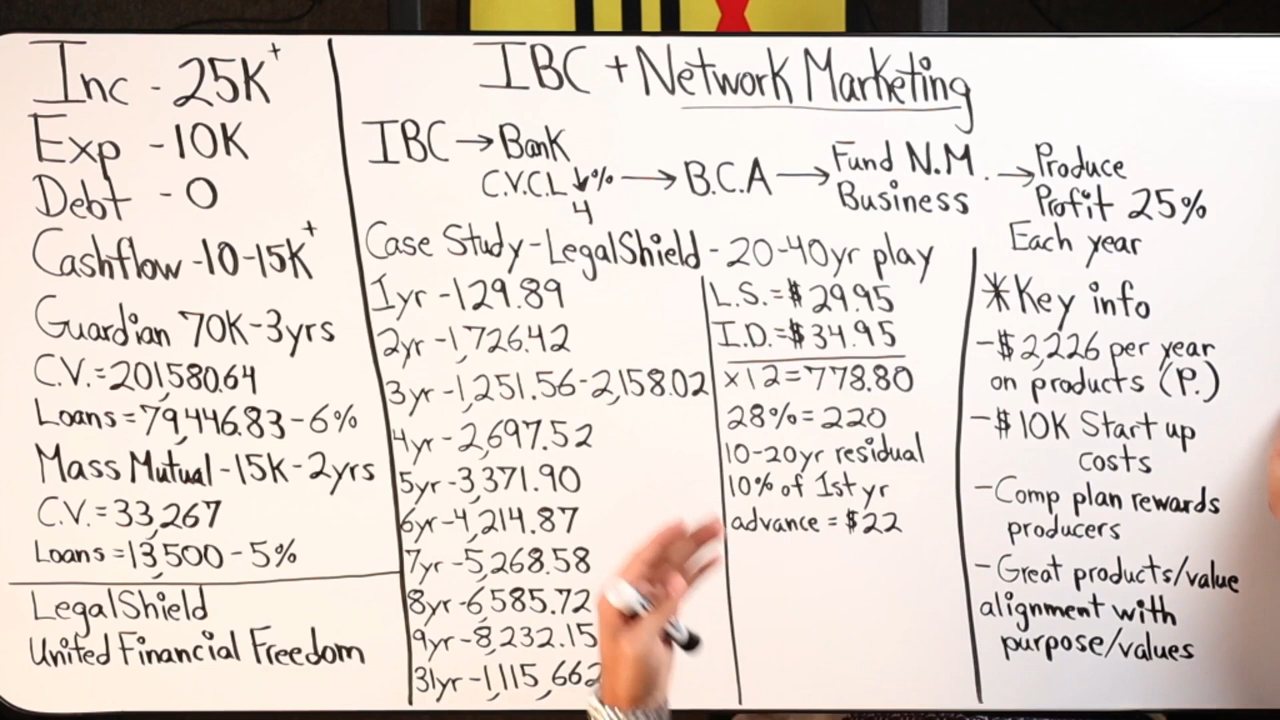 Inc - 25K+
Exp - 10K
Debt - 0
Cashflow - 10-15K+
Guardian 70K-3yrs
C.V.=201,580.64
Loans=79,446.83-6%
Mass Mutual-15K-2yrs
C.V.=33,267
Loans=13,500-5%
LegalShield
United Financial Freedom
IBC + Network Marketing
IBC → Bank
C.V.C.L ↓% → B.C.A → Fund N.M. → Produce
4
Business
Profit 25%
Each year
Case Study-LegalShield-20-40yr play
1yr -129.89
2yr -1,726.42
3yr -1,251.56-2,158.02
4yr -2,697.52
5yr -3,371.90
6yr -4,214.87
7yr -5,268.58
8yr -6,585.72
9yr -8,232.15
31yr -1,115,662
L.S.=$29.95
I.D.=$34.95
x12=778.80
28%=220
10-20yr residual
10% of 1st yr
advance = $22
*Key info
-$2,226 per year
on products (P.)
-$10K Start up
costs
-Comp plan rewards
producers
-Great products/value
alignment with
purpose/values